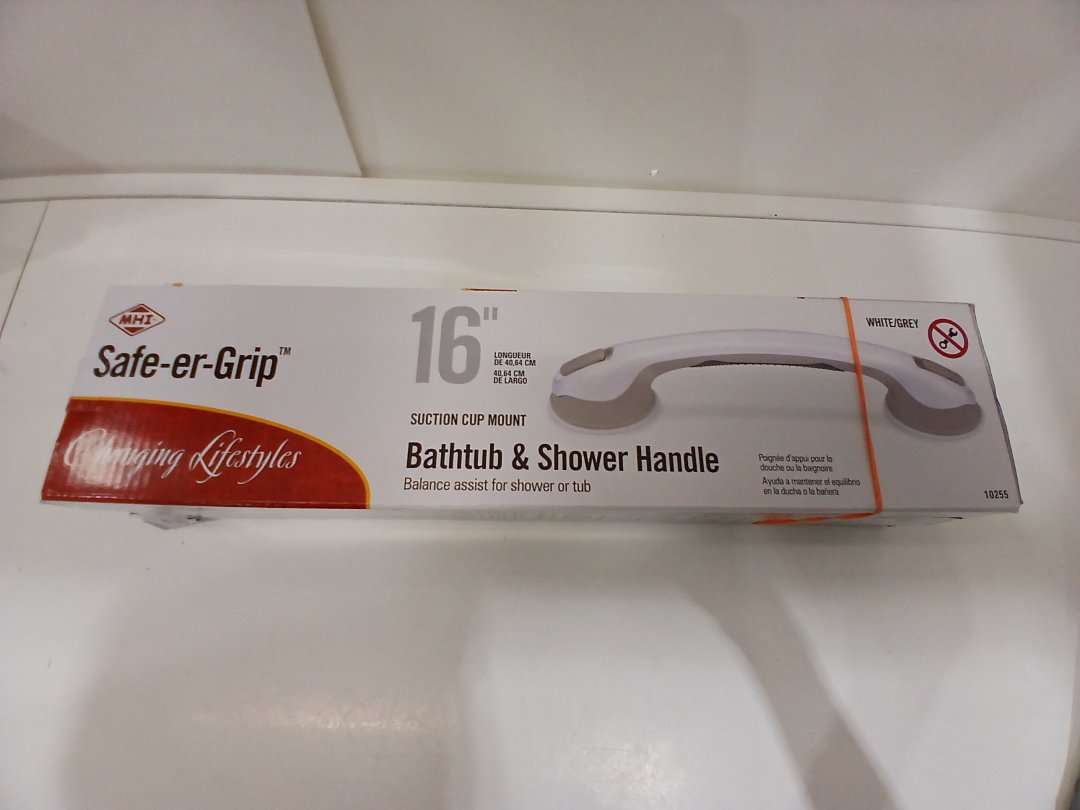 MHI
Safe-er-Grip™
Changing Lifestyles
16"
LONGUEUR
DE 40,64 CM
40,64 CM
DE LARGO
SUCTION CUP MOUNT
Bathtub & Shower Handle
Balance assist for shower or tub
WHITE/GREY
Poignée d'appui pour la
douche ou la baignoire
Ayuda a mantener el equilibrio
en la ducha o la bañera
10255